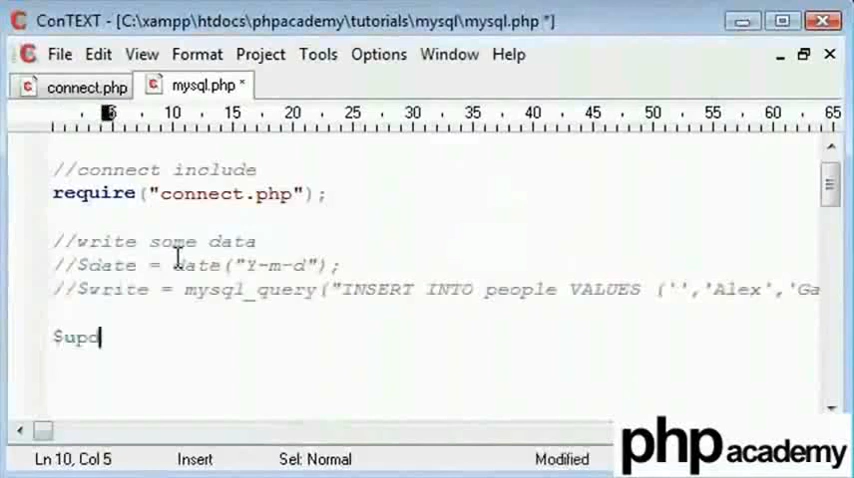 ConTEXT - [C:\xampp\htdocs\phpacademy\tutorials\mysql\mysql.php *]
File Edit View Format Project Tools Options Window Help
connect.php mysql.php *
5 10 15 20 25 30 35 40 45 50 55 60 65
//connect include
require("connect.php");
//write some data
//$date = date("Y-m-d");
//$write = mysql_query("INSERT INTO people VALUES ('','Alex','Ga
$upd
Ln 10, Col 5 Insert Sel: Normal Modified
php academy